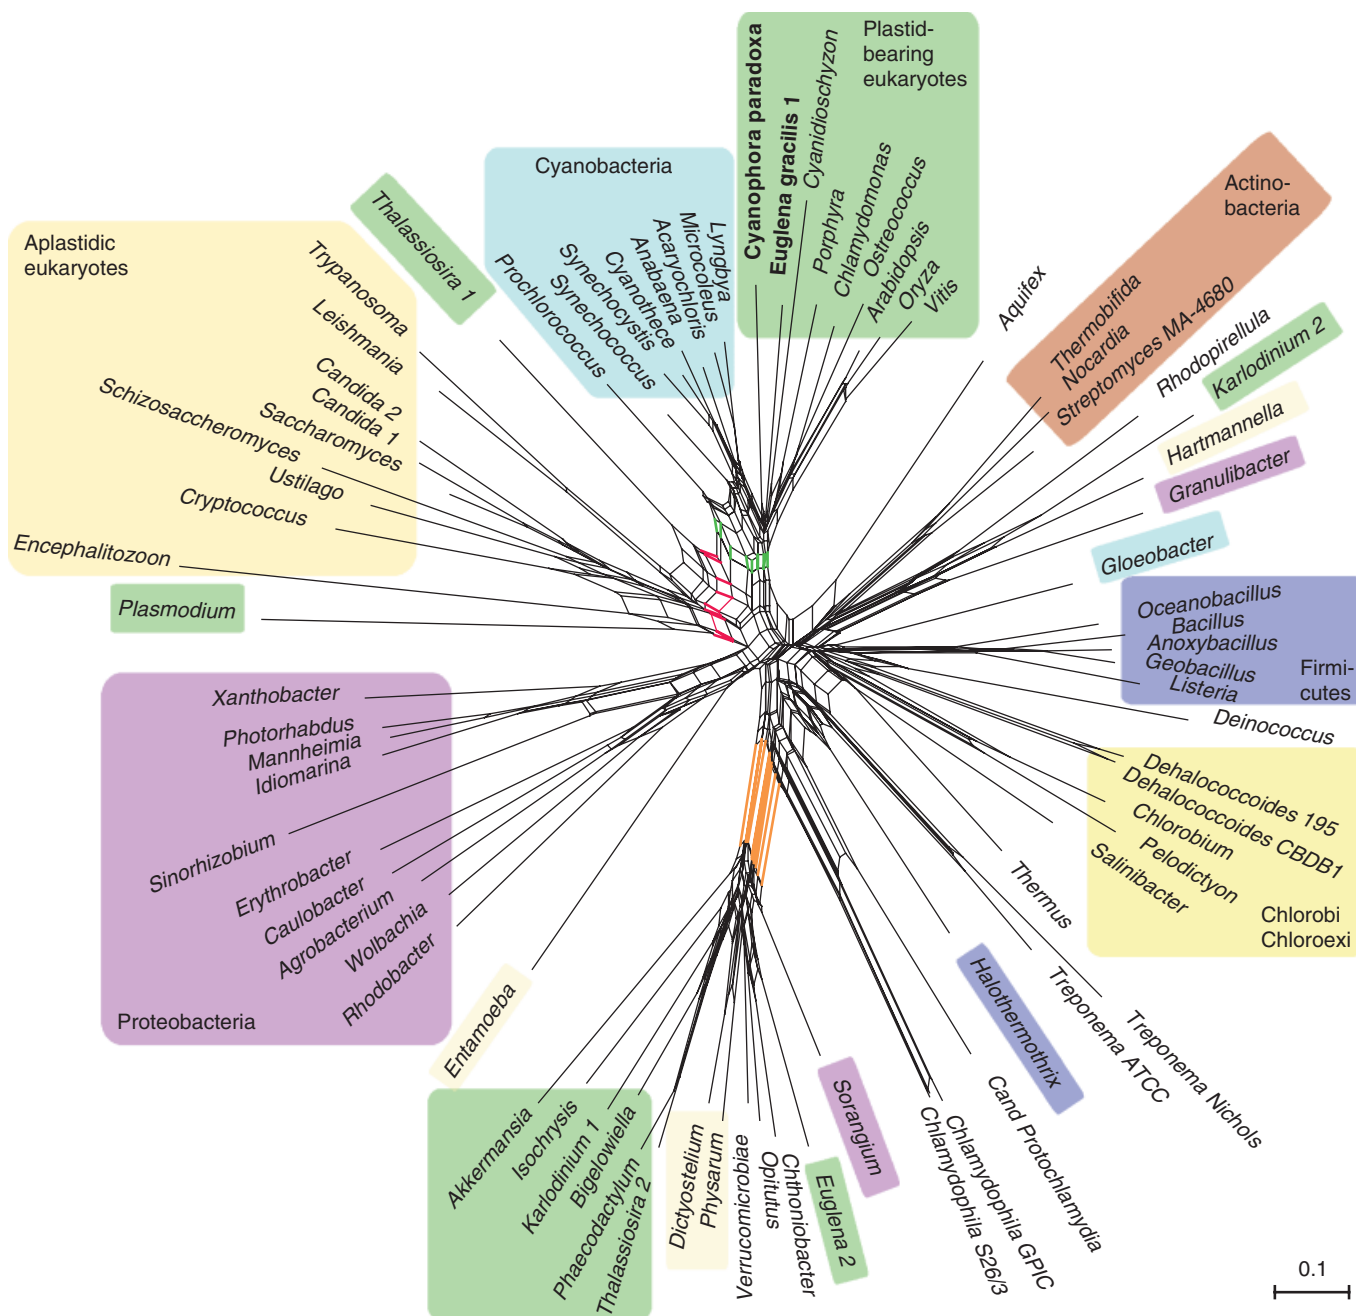 Plastid-
bearing
eukaryotes
Cyanophora paradoxa
Euglena gracilis 1
Cyanidioschyzon
Porphyra
Chlamydomonas
Ostreococcus
Arabidopsis
Oryza
Vitis
Cyanobacteria
Prochlorococcus
Synechococcus
Synechocystis
Cyanothece
Anabaena
Acaryochloris
Microcoleus
Lyngbya
Thalassiosira 1
Aplastidic
eukaryotes
Trypanosoma
Leishmania
Candida 2
Candida 1
Saccharomyces
Schizosaccheromyces
Ustilago
Cryptococcus
Encephalitozoon
Plasmodium
Xanthobacter
Photorhabdus
Mannheimia
Idiomarina
Sinorhizobium
Erythrobacter
Caulobacter
Agrobacterium
Wolbachia
Rhodobacter
Proteobacteria
Entamoeba
Akkermansia
Isochrysis
Karlodinium 1
Bigelowiella
Phaecodactylum
Thalassiosira 2
Dictyostelium
Physarum
Verrucomicrobiae
Opitutus
Chthoniobacter
Euglena 2
Sorangium
Chlamydophila S26/3
Chlamydophila GPIC
Cand Protochlamydia
Halothermothrix
Treponema ATCC
Treponema Nichols
Thermus
Salinibacter
Pelodictyon
Chlorobium
Dehalococcoides CBDB1
Dehalococcoides 195
Chlorobi
Chloroexi
Deinococcus
Oceanobacillus
Bacillus
Anoxybacillus
Geobacillus
Listeria
Firmi-
cutes
Gloeobacter
Granulibacter
Hartmannella
Karlodinium 2
Rhodopirellula
Streptomyces MA-4680
Nocardia
Thermobifida
Actino-
bacteria
Aquifex
0.1